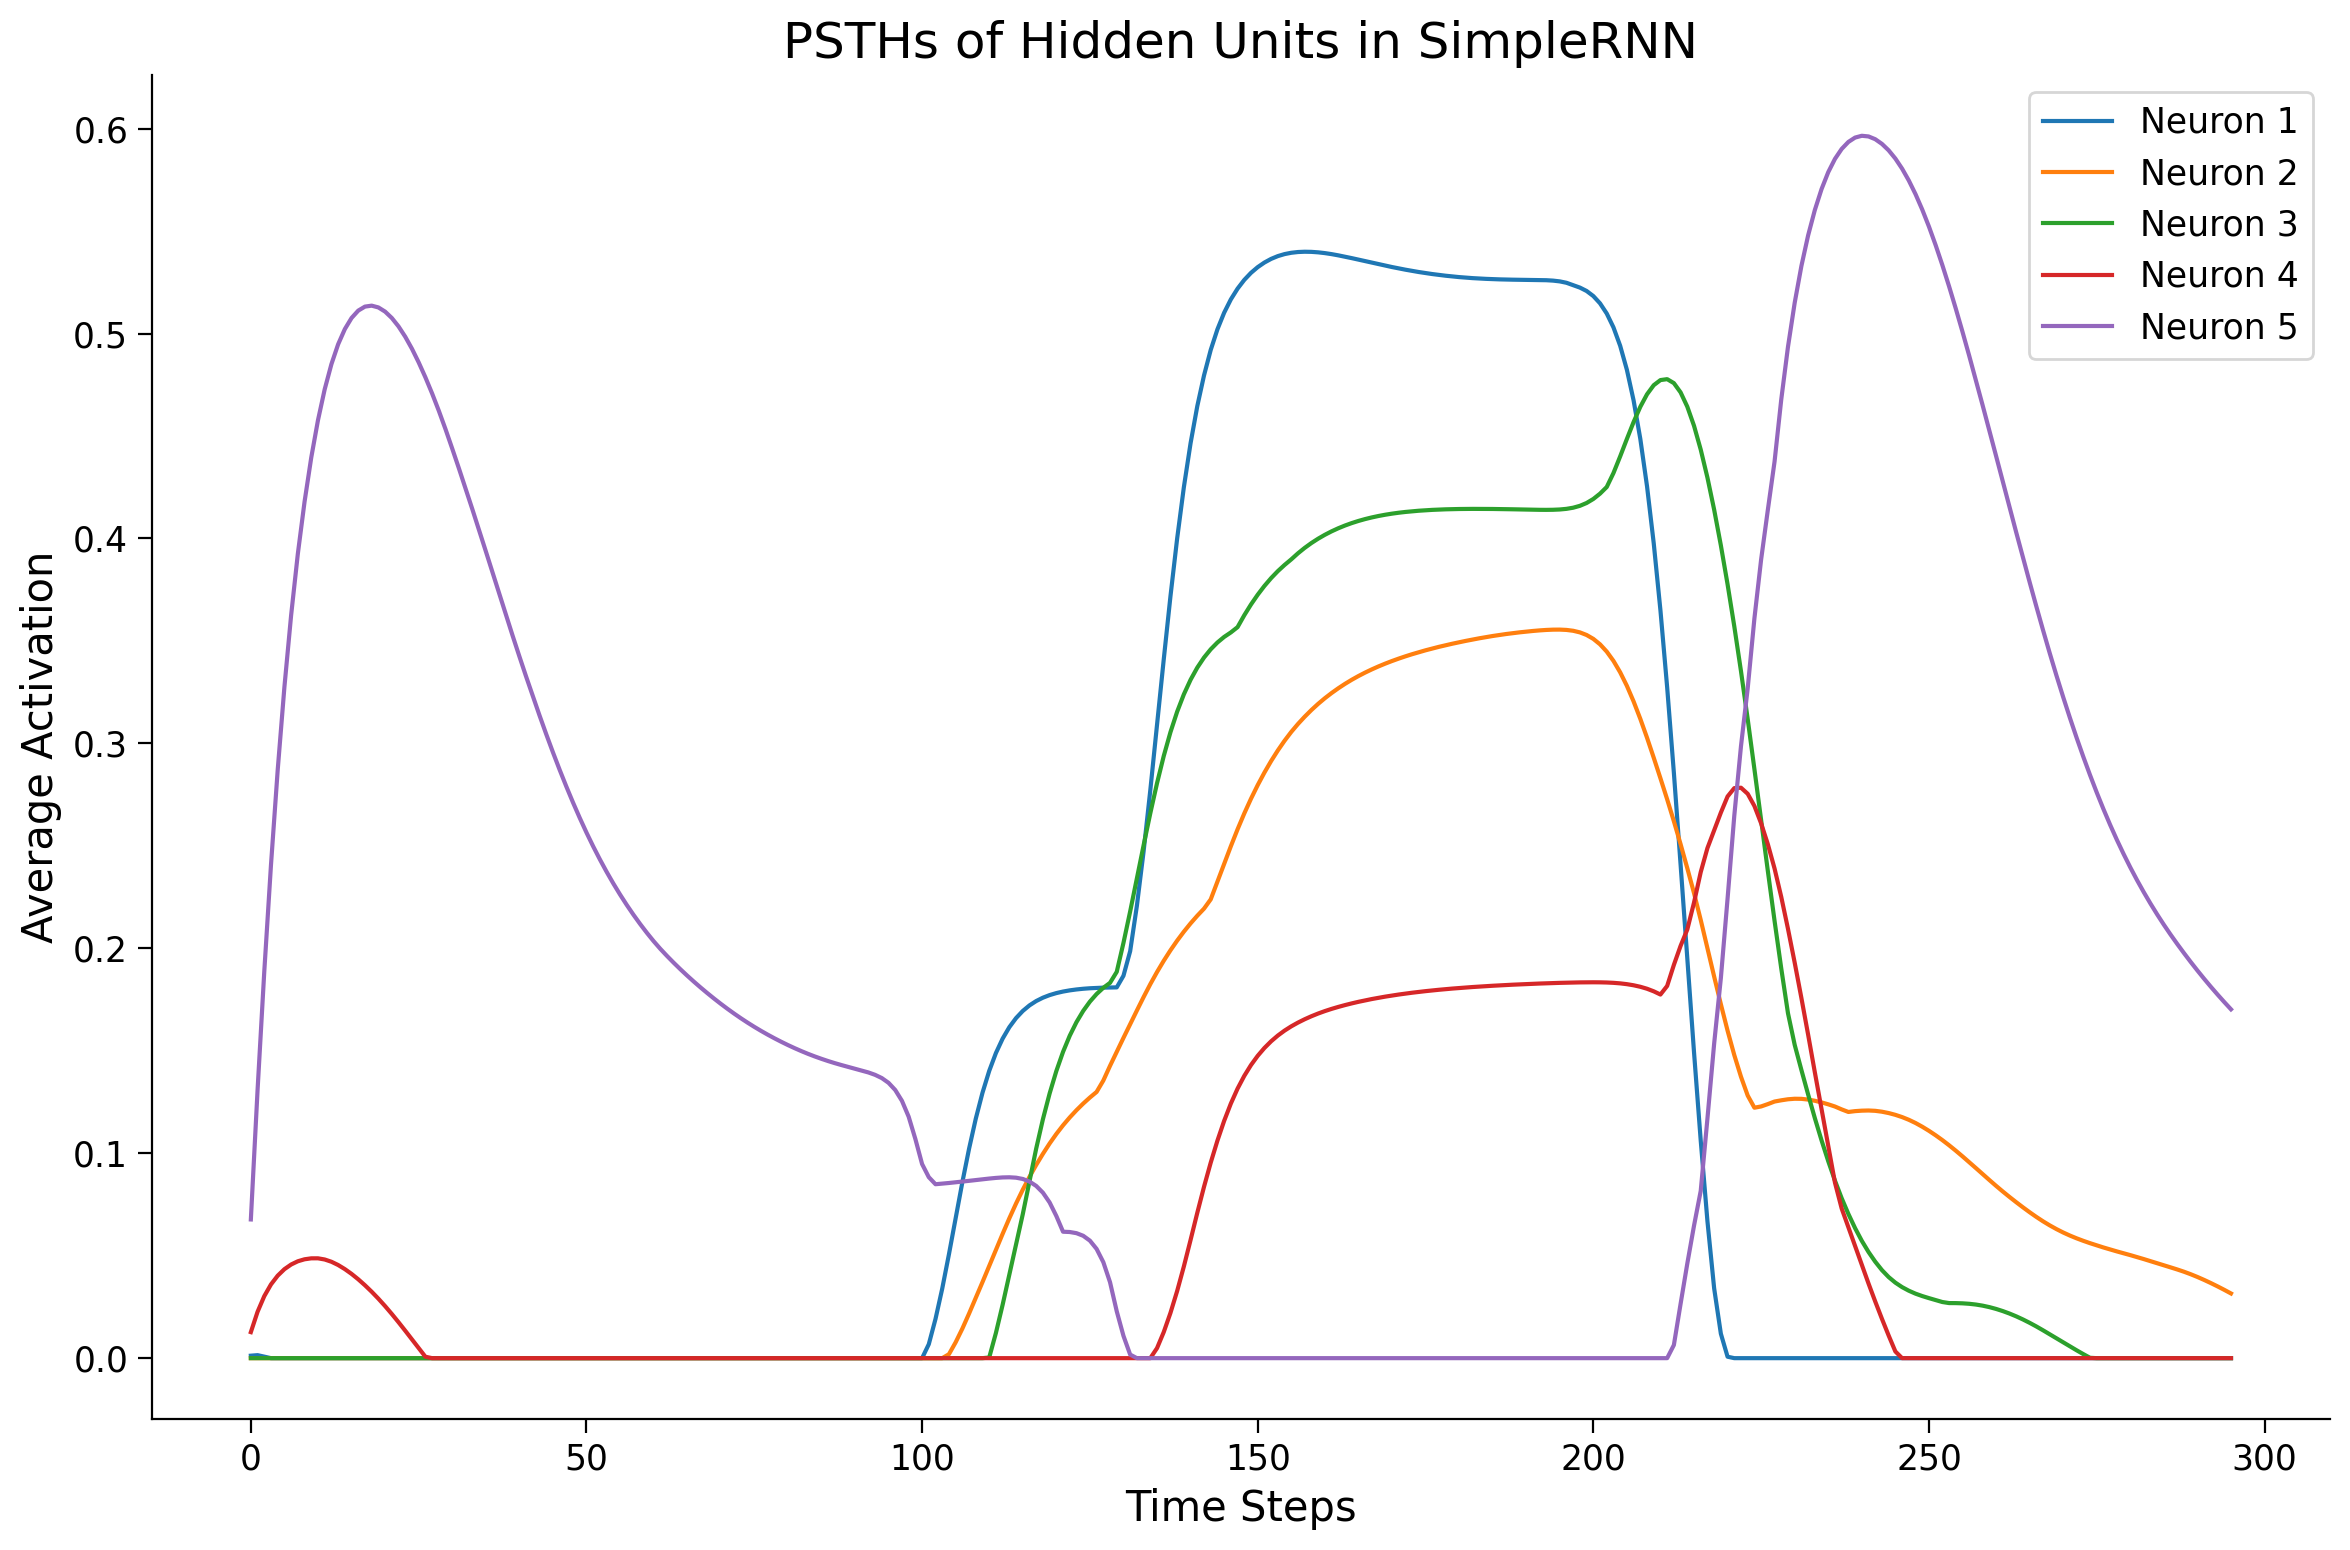 PSTHs of Hidden Units in SimpleRNN
Neuron 1
Neuron 2
Neuron 3
Neuron 4
Neuron 5
Average Activation
0.6
0.5
0.4
0.3
0.2
0.1
0.0
0 50 100 150 200 250 300
Time Steps